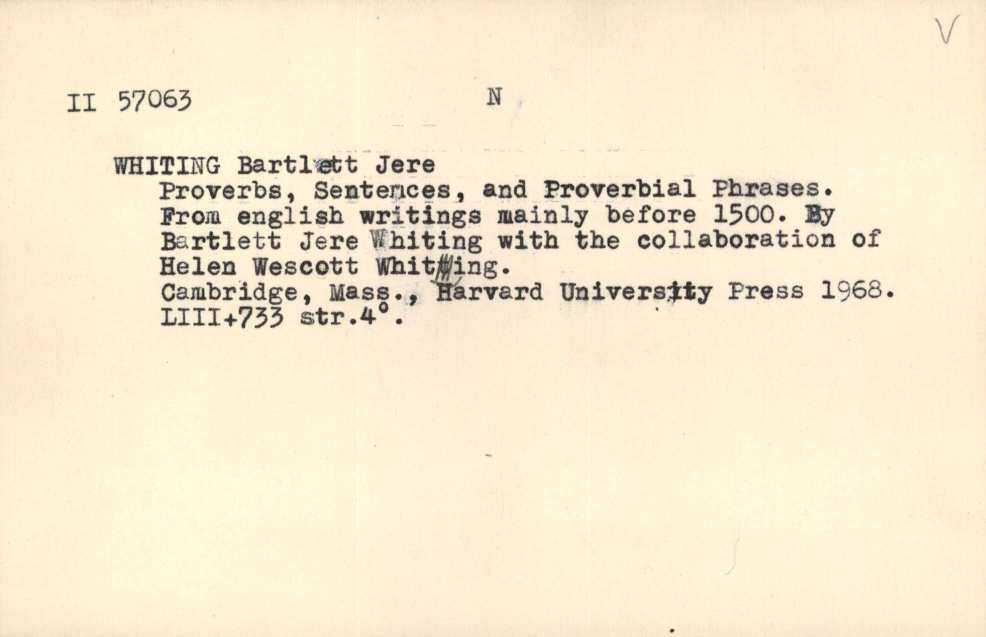 V
II 57063 N
WHITING Bartlett Jere
Proverbs, Sentences, and Proverbial Phrases.
From english writings mainly before 1500. By
Bartlett Jere Whiting with the collaboration of
Helen Wescott Whiting.
Cambridge, Mass., Harvard University Press 1968.
LIII+733 str.4°.